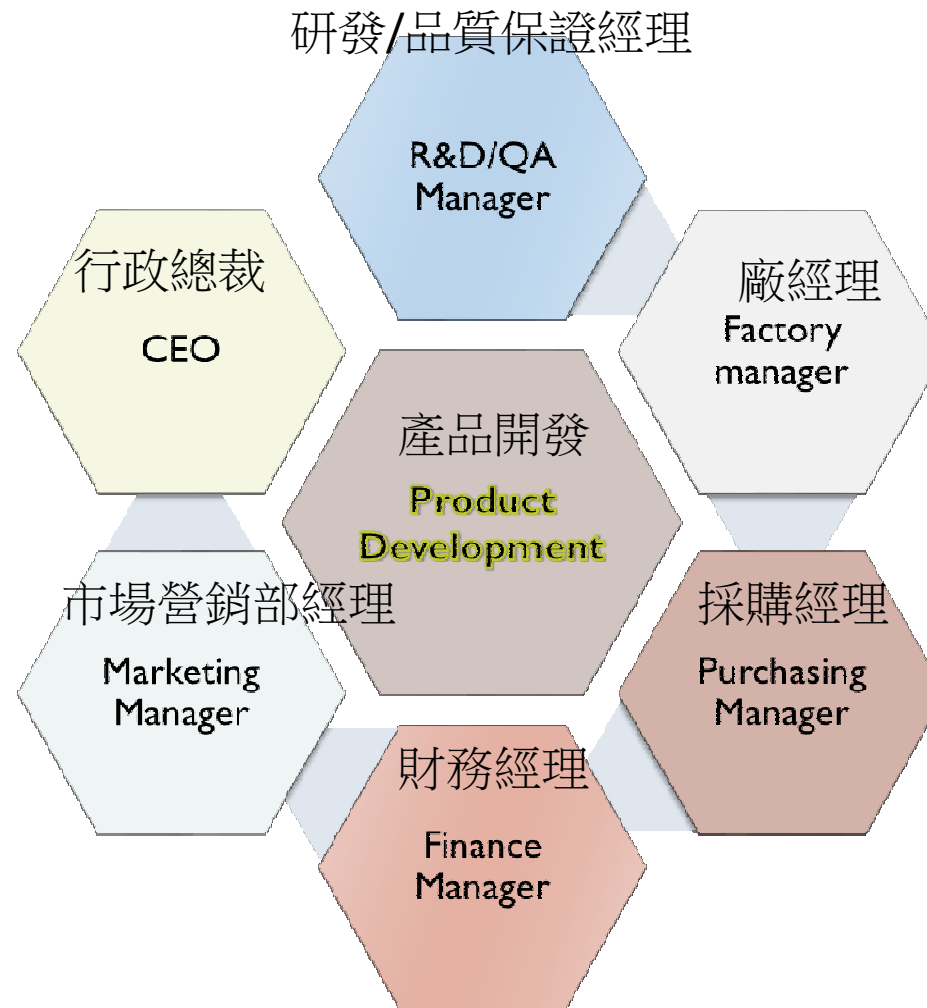 研發/品質保證經理
R&D/QA
Manager
行政總裁
CEO
廠經理
Factory
manager
產品開發
Product
Development
市場營銷部經理
Marketing
Manager
採購經理
Purchasing
Manager
財務經理
Finance
Manager